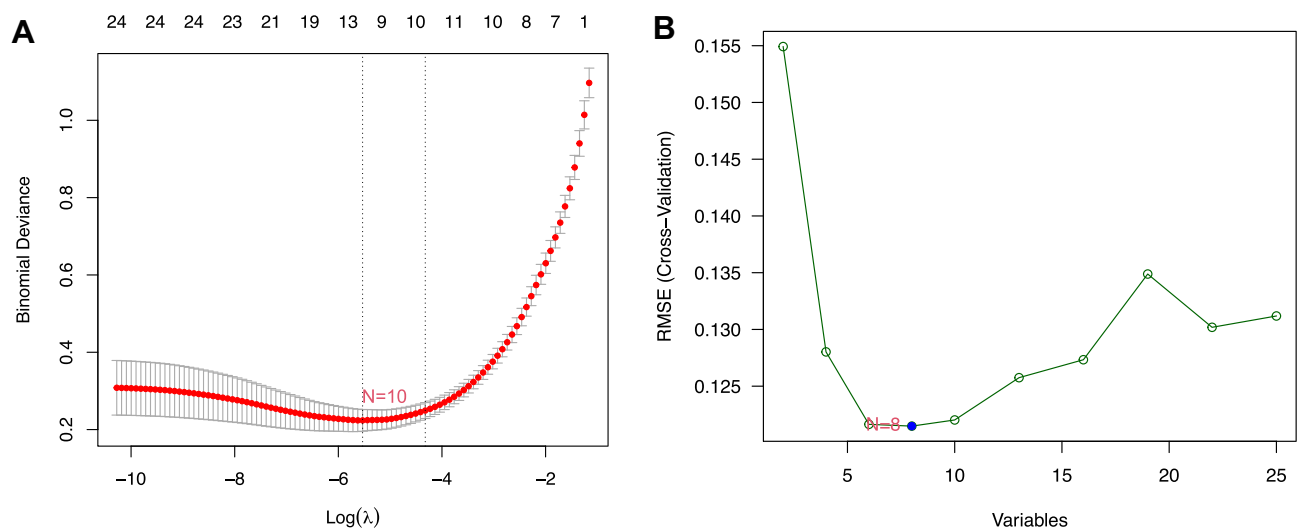 A
24 24 24 23 21 19 13 9 10 11 10 8 7 1
Binomial Deviance
1.0
0.8
0.6
0.4
0.2
N=10
−10 −8 −6 −4 −2
Log(λ)
B
RMSE (Cross−Validation)
0.155
0.150
0.145
0.140
0.135
0.130
0.125
N=8
5 10 15 20 25
Variables